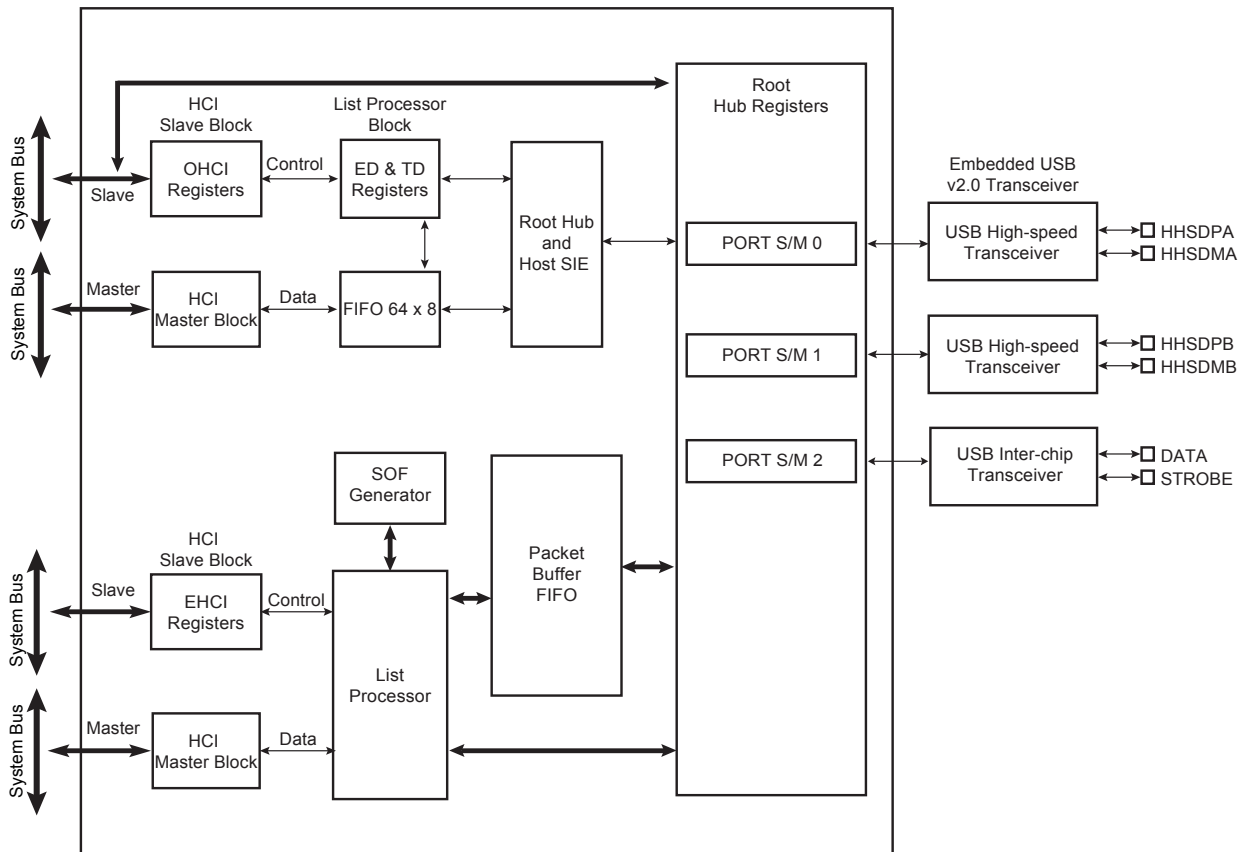 Root
Hub Registers
HCI
Slave Block
List Processor
Block
System Bus
Slave
OHCI
Registers
Control
ED & TD
Registers
Root Hub
and
Host SIE
PORT S/M 0
Embedded USB
v2.0 Transceiver
USB High-speed
Transceiver
HHSDPA
HHSDMA
System Bus
Master
HCI
Master Block
Data
FIFO 64 x 8
PORT S/M 1
USB High-speed
Transceiver
HHSDPB
HHSDMB
PORT S/M 2
USB Inter-chip
Transceiver
DATA
STROBE
SOF
Generator
Packet
Buffer
FIFO
HCI
Slave Block
System Bus
Slave
EHCI
Registers
Control
List
Processor
System Bus
Master
HCI
Master Block
Data